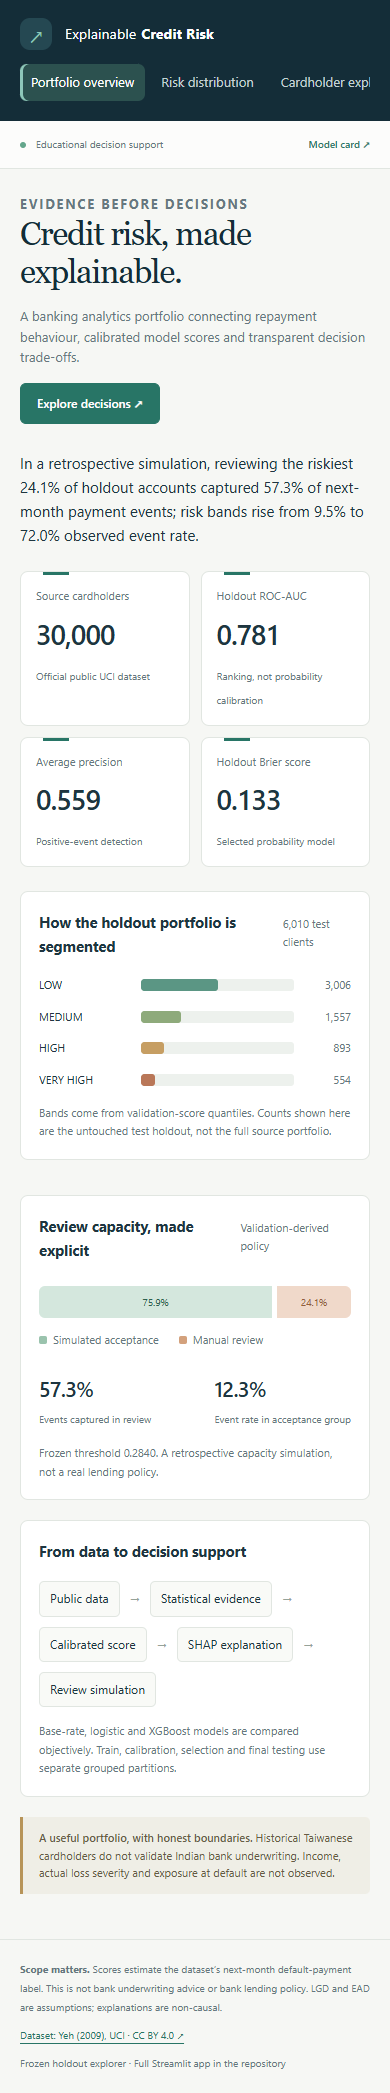 ↗ Explainable Credit Risk
Portfolio overview Risk distribution Cardholder expl
Educational decision support Model card ↗
EVIDENCE BEFORE DECISIONS
Credit risk, made
explainable.
A banking analytics portfolio connecting repayment
behaviour, calibrated model scores and transparent decision
trade-offs.
Explore decisions ↗
In a retrospective simulation, reviewing the riskiest
24.1% of holdout accounts captured 57.3% of next-
month payment events; risk bands rise from 9.5% to
72.0% observed event rate.
Source cardholders
30,000
Official public UCI dataset
Holdout ROC-AUC
0.781
Ranking, not probability
calibration
Average precision
0.559
Positive-event detection
Holdout Brier score
0.133
Selected probability model
How the holdout portfolio is
segmented
6,010 test
clients
LOW 3,006
MEDIUM 1,557
HIGH 893
VERY HIGH 554
Bands come from validation-score quantiles. Counts shown here
are the untouched test holdout, not the full source portfolio.
Review capacity, made
explicit
Validation-derived
policy
75.9% 24.1%
Simulated acceptance Manual review
57.3%
Events captured in review
12.3%
Event rate in acceptance group
Frozen threshold 0.2840. A retrospective capacity simulation,
not a real lending policy.
From data to decision support
Public data → Statistical evidence →
Calibrated score → SHAP explanation →
Review simulation
Base-rate, logistic and XGBoost models are compared
objectively. Train, calibration, selection and final testing use
separate grouped partitions.
A useful portfolio, with honest boundaries. Historical Taiwanese
cardholders do not validate Indian bank underwriting. Income,
actual loss severity and exposure at default are not observed.
Scope matters. Scores estimate the dataset's next-month default-payment
label. This is not bank underwriting advice or bank lending policy. LGD and EAD
are assumptions; explanations are non-causal.
Dataset: Yeh (2009), UCI · CC BY 4.0 ↗
Frozen holdout explorer · Full Streamlit app in the repository